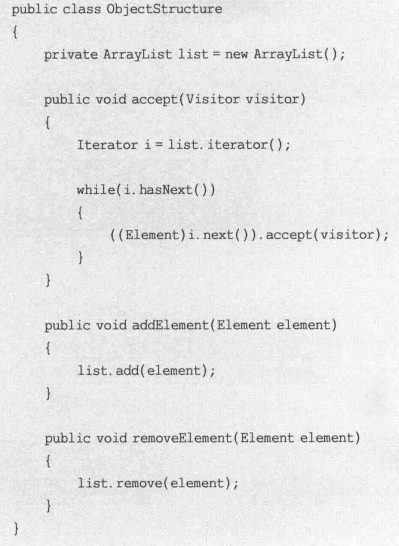 public class ObjectStructure
{
private ArrayList list = new ArrayList();
public void accept(Visitor visitor)
{
Iterator i = list.iterator();
while(i.hasNext())
{
((Element)i.next()).accept(visitor);
}
}
public void addElement(Element element)
{
list.add(element);
}
public void removeElement(Element element)
{
list.remove(element);
}
}